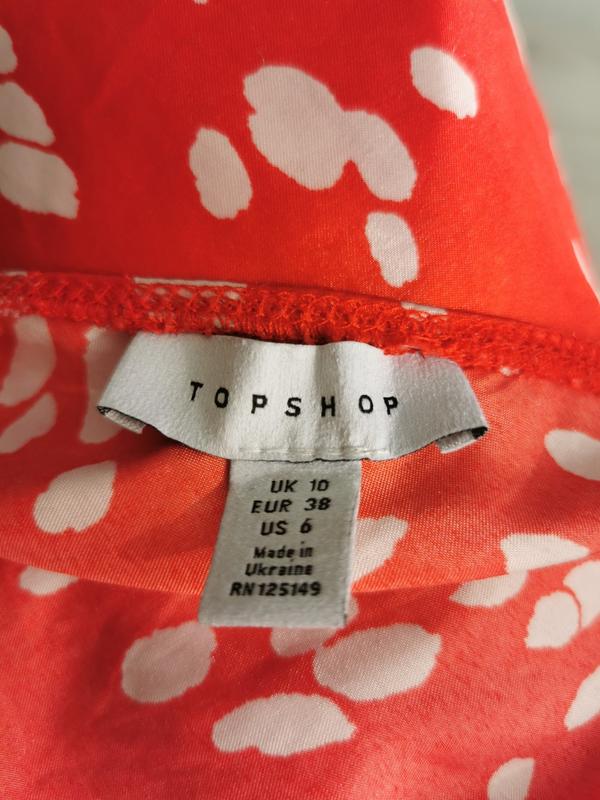 TOPSHOP
UK 10
EUR 38
US 6
Made in
Ukraine
RN125149